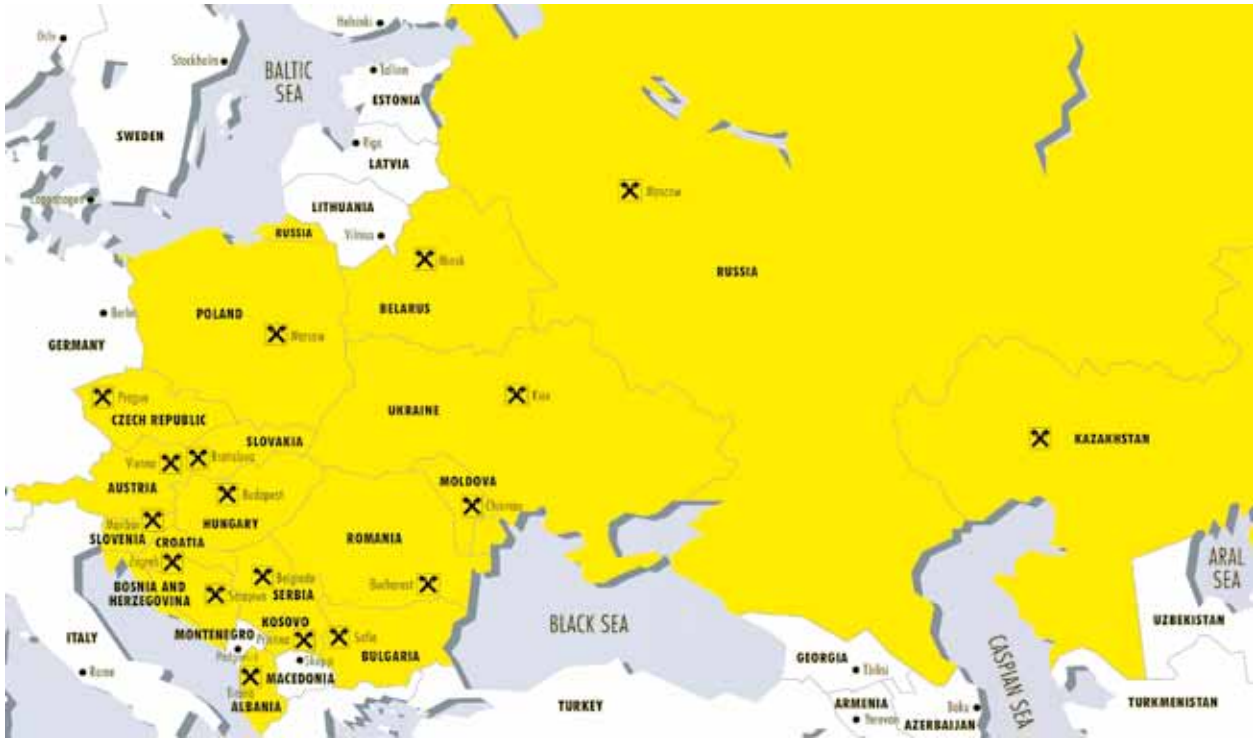 Helsinki
Oslo
Stockholm
Tallinn
BALTIC
SEA
ESTONIA
SWEDEN
Riga
LATVIA
Moscow
Copenhagen
LITHUANIA
RUSSIA
Vilnius
Minsk
RUSSIA
BELARUS
POLAND
Berlin
Warsaw
GERMANY
Prague
Kiev
UKRAINE
CZECH REPUBLIC
SLOVAKIA
KAZAKHSTAN
Vienna
Bratislava
MOLDOVA
AUSTRIA
Budapest
Chisinau
HUNGARY
Maribor
SLOVENIA
CROATIA
ROMANIA
Zagreb
ARAL
SEA
Belgrade
Bucharest
BOSNIA AND
HERZEGOVINA
SERBIA
Sarajevo
UZBEKISTAN
KOSOVO
BLACK SEA
MONTENEGRO
Pristina
Sofia
ITALY
Podgorica
BULGARIA
GEORGIA
CASPIAN SEA
Skopje
Rome
MACEDONIA
Tbilisi
Tirana
ALBANIA
TURKEY
ARMENIA
Baku
TURKMENISTAN
Yerevan
AZERBAIJAN